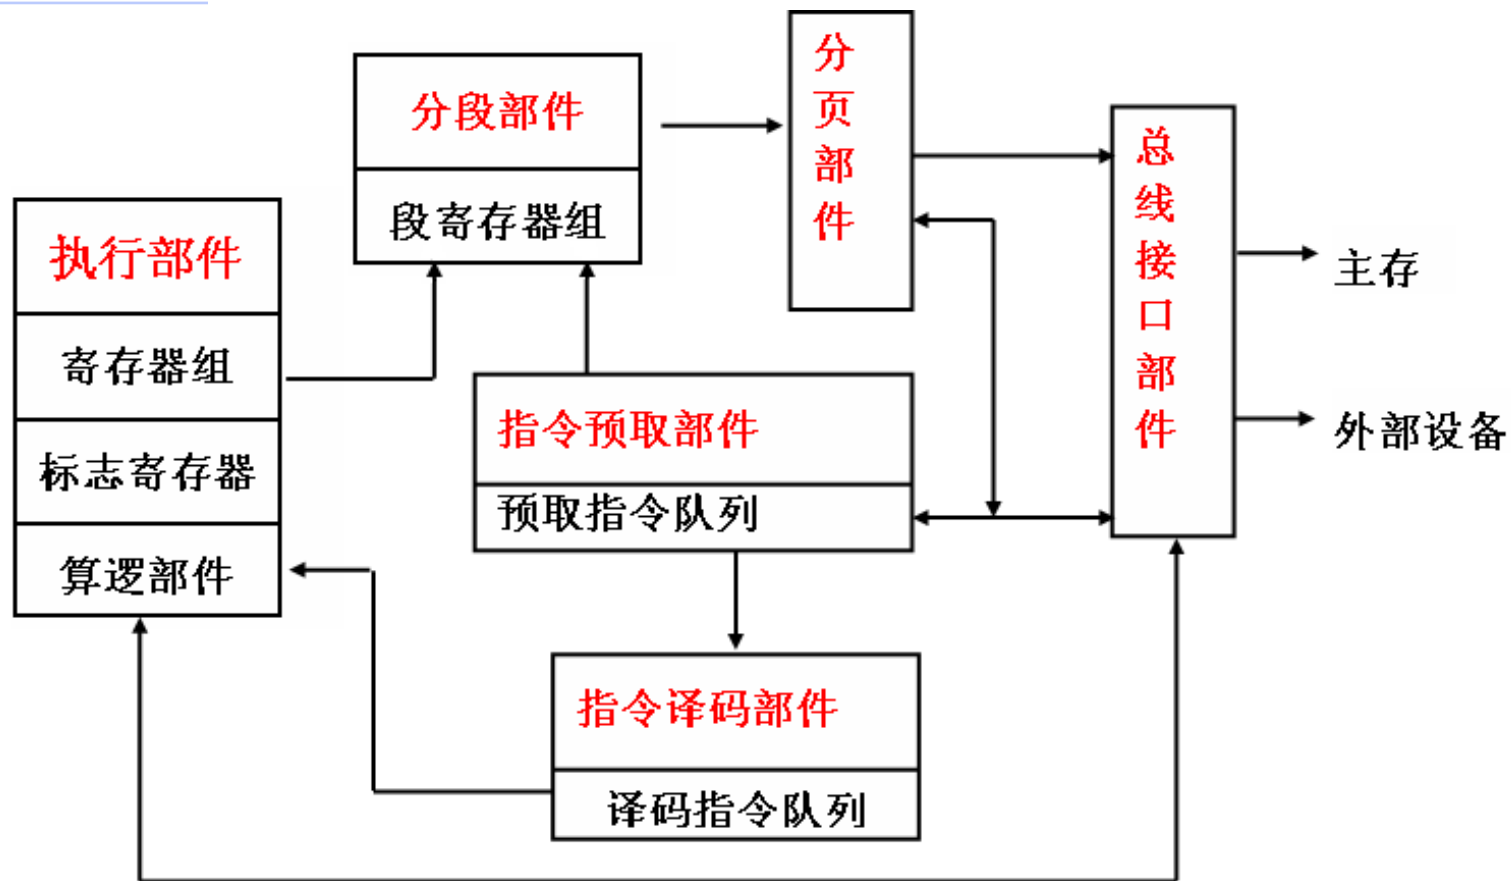 分段部件
段寄存器组
分页部件
总线接口部件
执行部件
寄存器组
标志寄存器
算逻部件
指令预取部件
预取指令队列
主存
外部设备
指令译码部件
译码指令队列